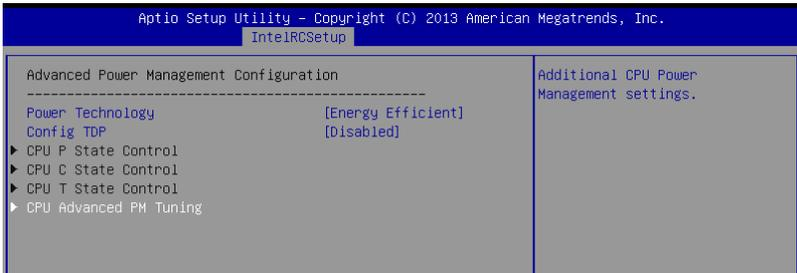 Aptio Setup Utility – Copyright (C) 2013 American Megatrends, Inc.
IntelRCSetup
Advanced Power Management Configuration
Power Technology [Energy Efficient]
Config TDP [Disabled]
CPU P State Control
CPU C State Control
CPU T State Control
CPU Advanced PM Tuning
Additional CPU Power
Management settings.